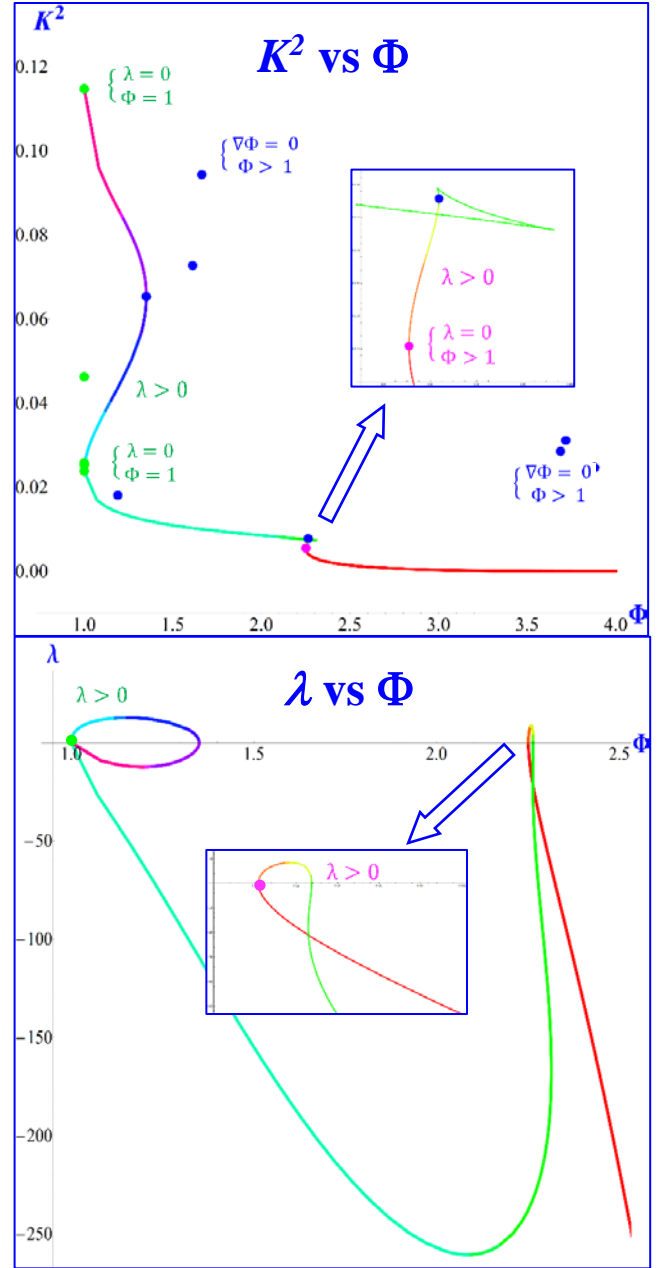 K²
K² vs Φ
0.12
{ λ = 0
Φ = 1
0.10
{ ∇Φ = 0
Φ > 1
0.08
λ > 0
{ λ = 0
Φ > 1
0.06
λ > 0
0.04
{ λ = 0
Φ = 1
{ ∇Φ = 0
Φ > 1
0.02
0.00
1.0 1.5 2.0 2.5 3.0 3.5 4.0 Φ
λ
λ vs Φ
λ > 0
1.0 1.5 2.0 2.5 Φ
−50
λ > 0
−100
−150
−200
−250